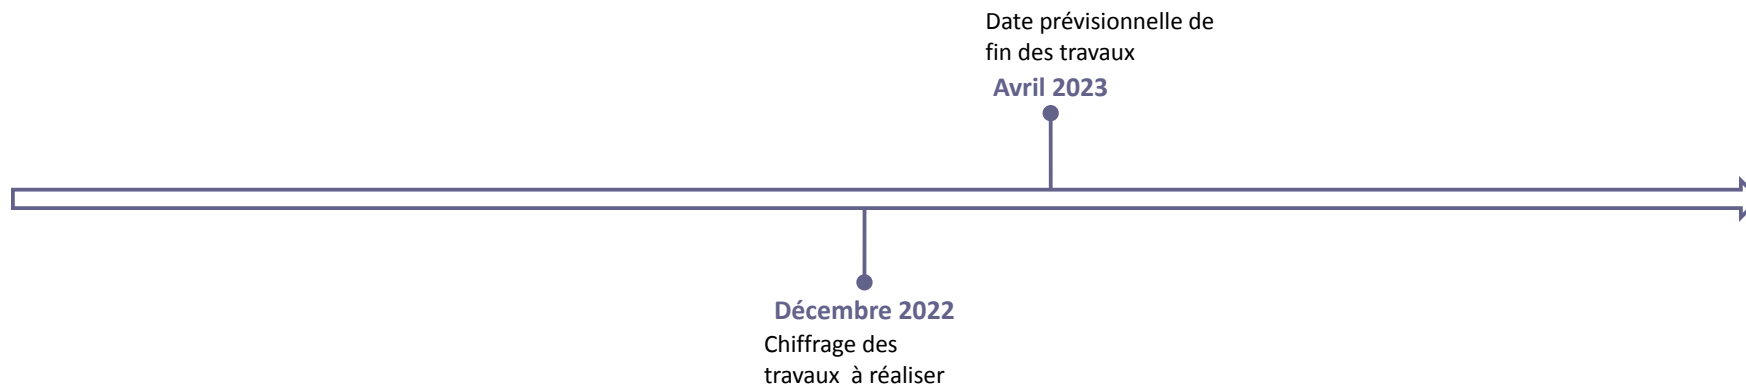 Date prévisionnelle de
fin des travaux
Avril 2023
Décembre 2022
Chiffrage des
travaux  à réaliser